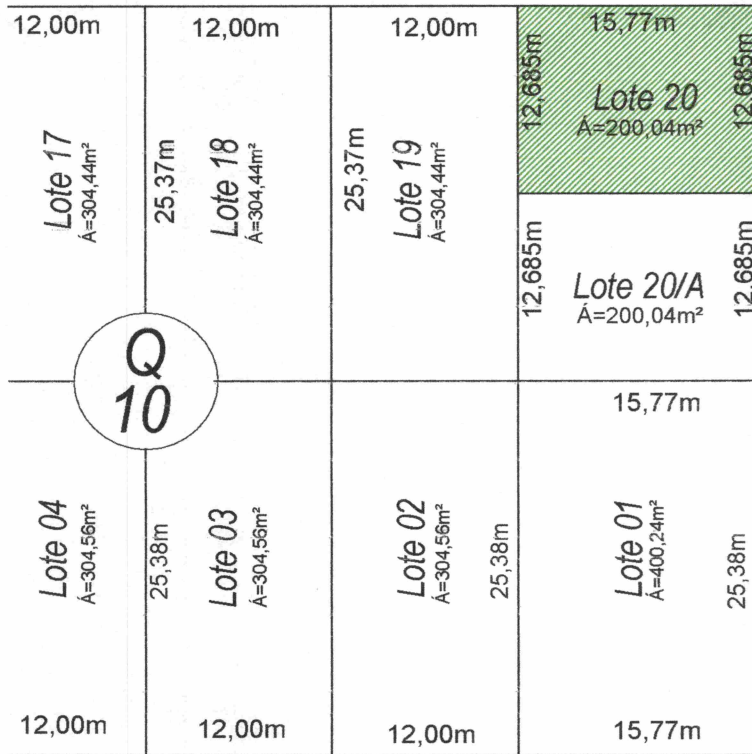 12,00m
12,00m
12,00m
15,77m
Lote 17
Á=304,44m²
25,37m
Lote 18
Á=304,44m²
25,37m
Lote 19
Á=304,44m²
12,685m
Lote 20
Á=200,04m²
12,685m
12,685m
Lote 20/A
Á=200,04m²
12,685m
Q
10
15,77m
Lote 04
Á=304,56m²
25,38m
Lote 03
Á=304,56m²
Lote 02
Á=304,56m²
25,38m
Lote 01
Á=400,24m²
25,38m
12,00m
12,00m
12,00m
15,77m